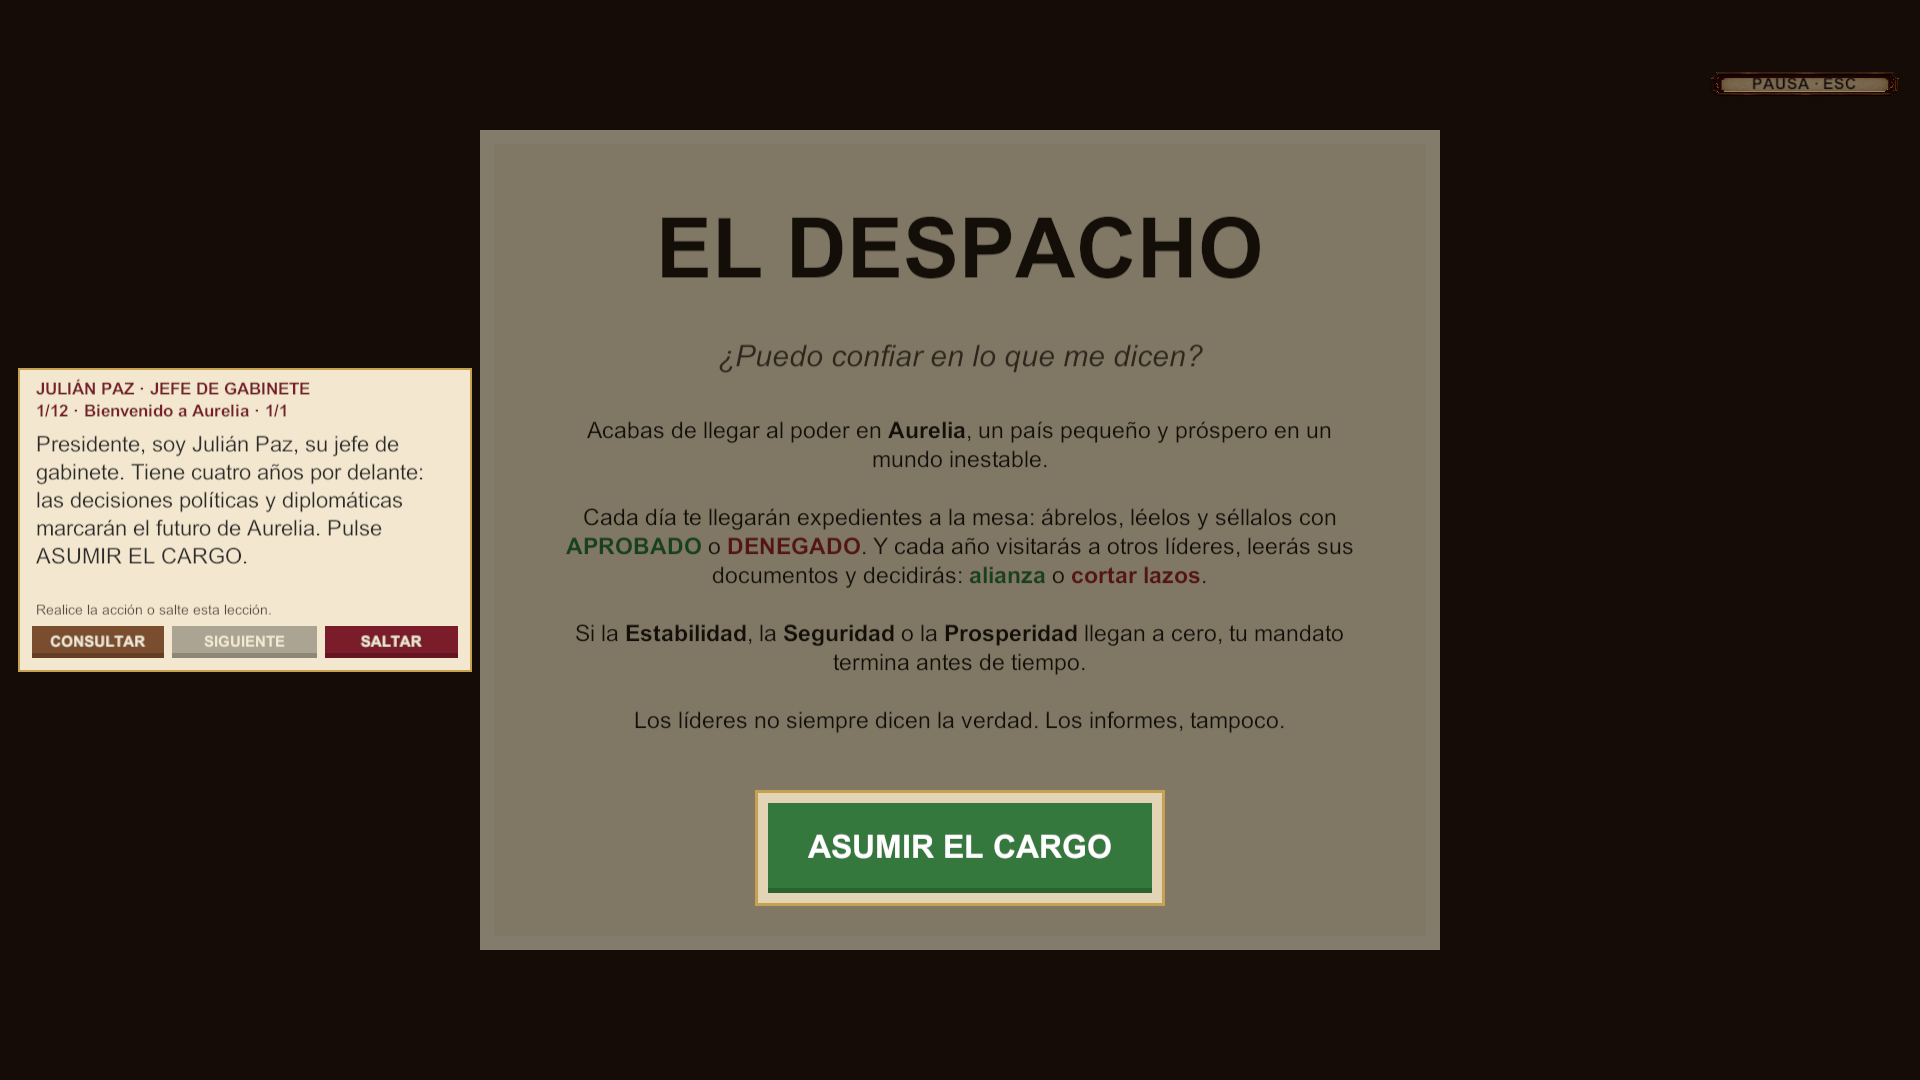 PAUSA · ESC
EL DESPACHO
¿Puedo confiar en lo que me dicen?
Acabas de llegar al poder en Aurelia, un país pequeño y próspero en un
mundo inestable.
Cada día te llegarán expedientes a la mesa: ábrelos, léelos y séllalos con
APROBADO o DENEGADO. Y cada año visitarás a otros líderes, leerás sus
documentos y decidirás: alianza o cortar lazos.
Si la Estabilidad, la Seguridad o la Prosperidad llegan a cero, tu mandato
termina antes de tiempo.
Los líderes no siempre dicen la verdad. Los informes, tampoco.
ASUMIR EL CARGO
JULIÁN PAZ · JEFE DE GABINETE
1/12 · Bienvenido a Aurelia · 1/1
Presidente, soy Julián Paz, su jefe de
gabinete. Tiene cuatro años por delante:
las decisiones políticas y diplomáticas
marcarán el futuro de Aurelia. Pulse
ASUMIR EL CARGO.
Realice la acción o salte esta lección.
CONSULTAR
SIGUIENTE
SALTAR